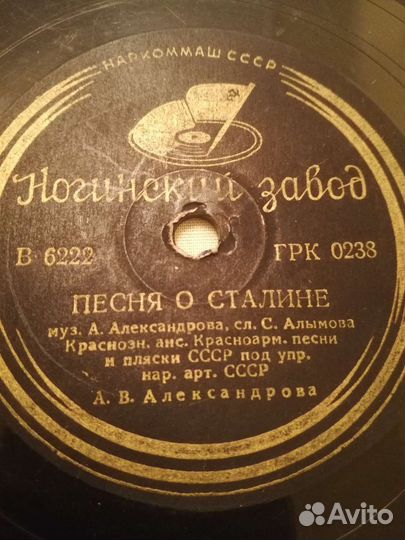 НАРКОММАШ СССР
Ногинский завод
В 6222 ГРК 0238
ПЕСНЯ О СТАЛИНЕ
муз. А. Александрова, сл. С. Алымова
Краснозн. анс. Красноарм. песни
и пляски СССР под упр.
нар. арт. СССР
А. В. Александрова
Avito